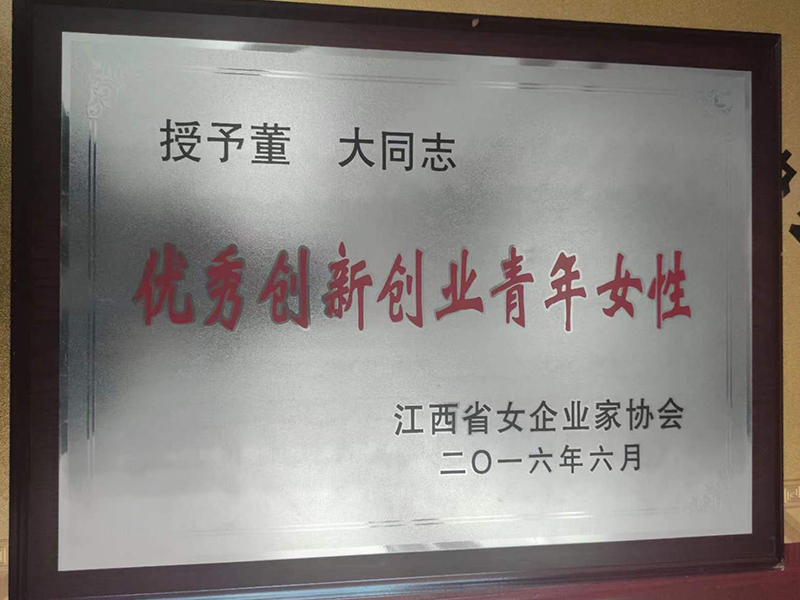 授予董　大同志
优秀创新创业青年女性
江西省女企业家协会
二〇一六年六月